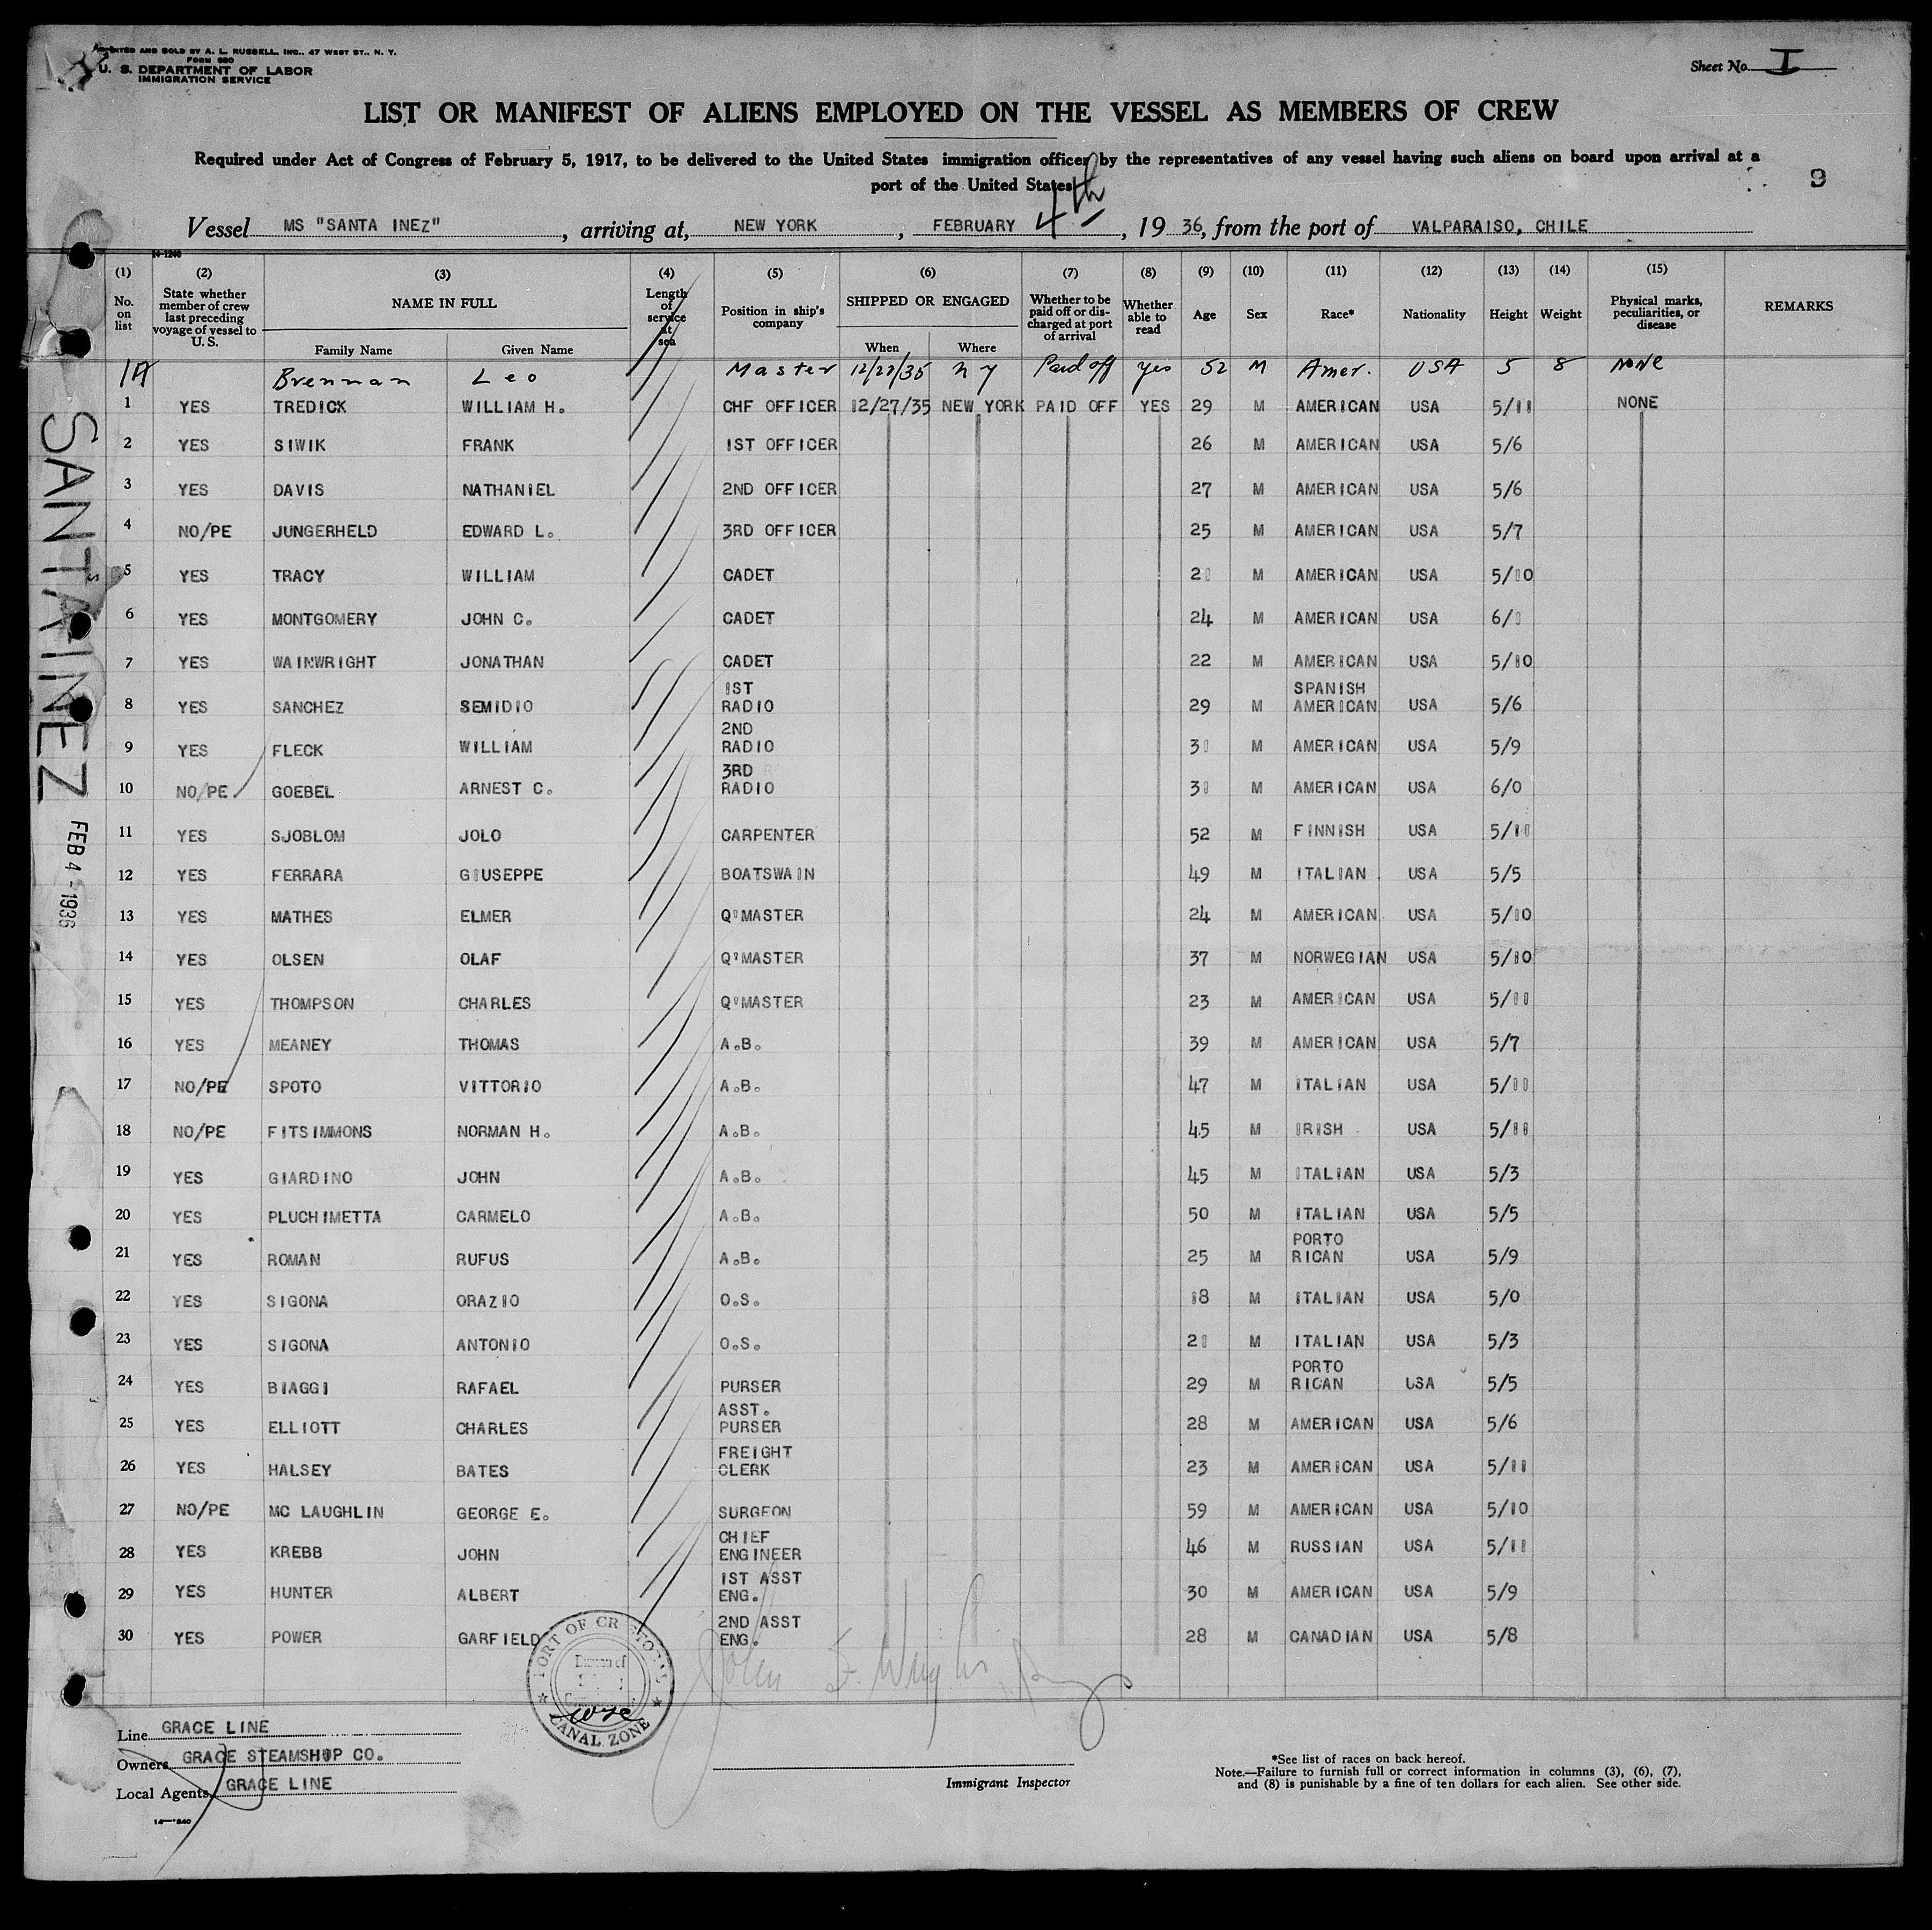 PRINTED AND SOLD BY A. L. RUSSELL, INC., 47 WEST ST., N. Y.
FORM 680
U. S. DEPARTMENT OF LABOR
IMMIGRATION SERVICE
Sheet No. I
LIST OR MANIFEST OF ALIENS EMPLOYED ON THE VESSEL AS MEMBERS OF CREW
Required under Act of Congress of February 5, 1917, to be delivered to the United States immigration officer by the representatives of any vessel having such aliens on board upon arrival at a
port of the United States
9
Vessel MS "SANTA INEZ", arriving at, NEW YORK, FEBRUARY 4th, 1936, from the port of VALPARAISO, CHILE
14-1240
(1) No. on list (2) State whether member of crew last preceding voyage of vessel to U. S. (3) NAME IN FULL Family Name Given Name (4) Length of service at sea (5) Position in ship's company (6) SHIPPED OR ENGAGED When Where (7) Whether to be paid off or discharged at port of arrival (8) Whether able to read (9) Age (10) Sex (11) Race* (12) Nationality (13) Height (14) Weight (15) Physical marks, peculiarities, or disease REMARKS
1A Brennan Leo Master 12/27/35 N Y Paid off yes 52 M Amer. USA 5 8 NONE
1 YES TREDICK WILLIAM H. CHF OFFICER 12/27/35 NEW YORK PAID OFF YES 29 M AMERICAN USA 5/11 NONE
2 YES SIWIK FRANK 1ST OFFICER 26 M AMERICAN USA 5/6
3 YES DAVIS NATHANIEL 2ND OFFICER 27 M AMERICAN USA 5/6
4 NO/PE JUNGERHELD EDWARD L. 3RD OFFICER 25 M AMERICAN USA 5/7
5 YES TRACY WILLIAM CADET 21 M AMERICAN USA 5/10
6 YES MONTGOMERY JOHN C. CADET 24 M AMERICAN USA 6/1
7 YES WAINWRIGHT JONATHAN CADET 22 M AMERICAN USA 5/10
8 YES SANCHEZ SEMIDIO 1ST RADIO 29 M SPANISH AMERICAN USA 5/6
9 YES FLECK WILLIAM 2ND RADIO 31 M AMERICAN USA 5/9
10 NO/PE GOEBEL ARNEST C. 3RD RADIO 31 M AMERICAN USA 6/0
11 YES SJOBLOM JOLO CARPENTER 52 M FINNISH USA 5/11
12 YES FERRARA GIUSEPPE BOATSWAIN 49 M ITALIAN USA 5/5
13 YES MATHES ELMER Q'MASTER 24 M AMERICAN USA 5/10
14 YES OLSEN OLAF Q'MASTER 37 M NORWEGIAN USA 5/10
15 YES THOMPSON CHARLES Q'MASTER 23 M AMERICAN USA 5/11
16 YES MEANEY THOMAS A.B. 39 M AMERICAN USA 5/7
17 NO/PE SPOTO VITTORIO A.B. 47 M ITALIAN USA 5/11
18 NO/PE FITSIMMONS NORMAN H. A.B. 45 M IRISH USA 5/11
19 YES GIARDINO JOHN A.B. 45 M ITALIAN USA 5/3
20 YES PLUCHIMETTA CARMELO A.B. 50 M ITALIAN USA 5/5
21 YES ROMAN RUFUS A.B. 25 M PORTO RICAN USA 5/9
22 YES SIGONA ORAZIO O.S. 18 M ITALIAN USA 5/0
23 YES SIGONA ANTONIO O.S. 21 M ITALIAN USA 5/3
24 YES BIAGGI RAFAEL PURSER 29 M PORTO RICAN USA 5/5
25 YES ELLIOTT CHARLES ASST. PURSER 28 M AMERICAN USA 5/6
26 YES HALSEY BATES FREIGHT CLERK 23 M AMERICAN USA 5/11
27 NO/PE MC LAUGHLIN GEORGE E. SURGEON 59 M AMERICAN USA 5/10
28 YES KREBB JOHN CHIEF ENGINEER 46 M RUSSIAN USA 5/11
29 YES HUNTER ALBERT 1ST ASST ENG. 30 M AMERICAN USA 5/9
30 YES POWER GARFIELD 2ND ASST ENG. 28 M CANADIAN USA 5/8
SANTA INEZ
FEB 4 - 1936
PORT OF CRISTOBAL
CANAL ZONE
John F. Wright
Line GRACE LINE
Owners GRACE STEAMSHIP CO.
Local Agents GRACE LINE
14-1240
Immigrant Inspector
*See list of races on back hereof.
Note.—Failure to furnish full or correct information in columns (3), (6), (7),
and (8) is punishable by a fine of ten dollars for each alien. See other side.